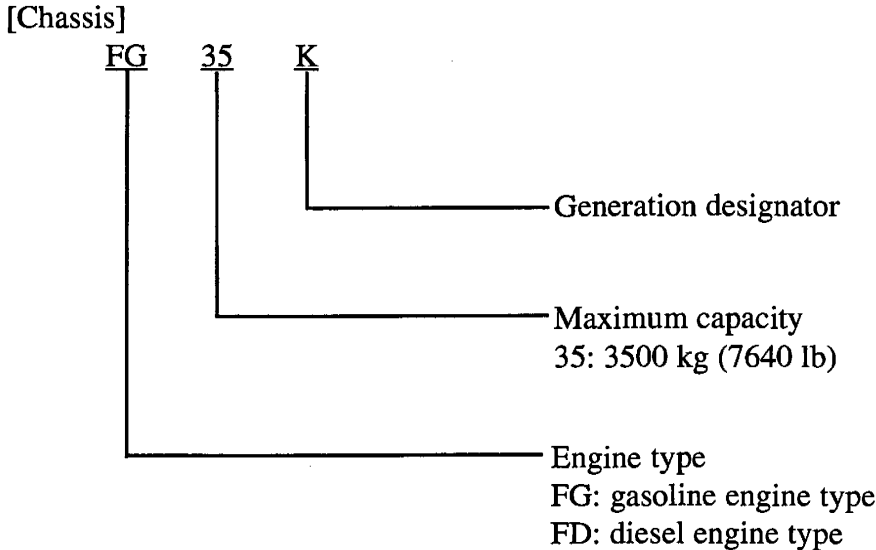 [Chassis]
FG 35 K
Generation designator
Maximum capacity
35: 3500 kg (7640 lb)
Engine type
FG: gasoline engine type
FD: diesel engine type